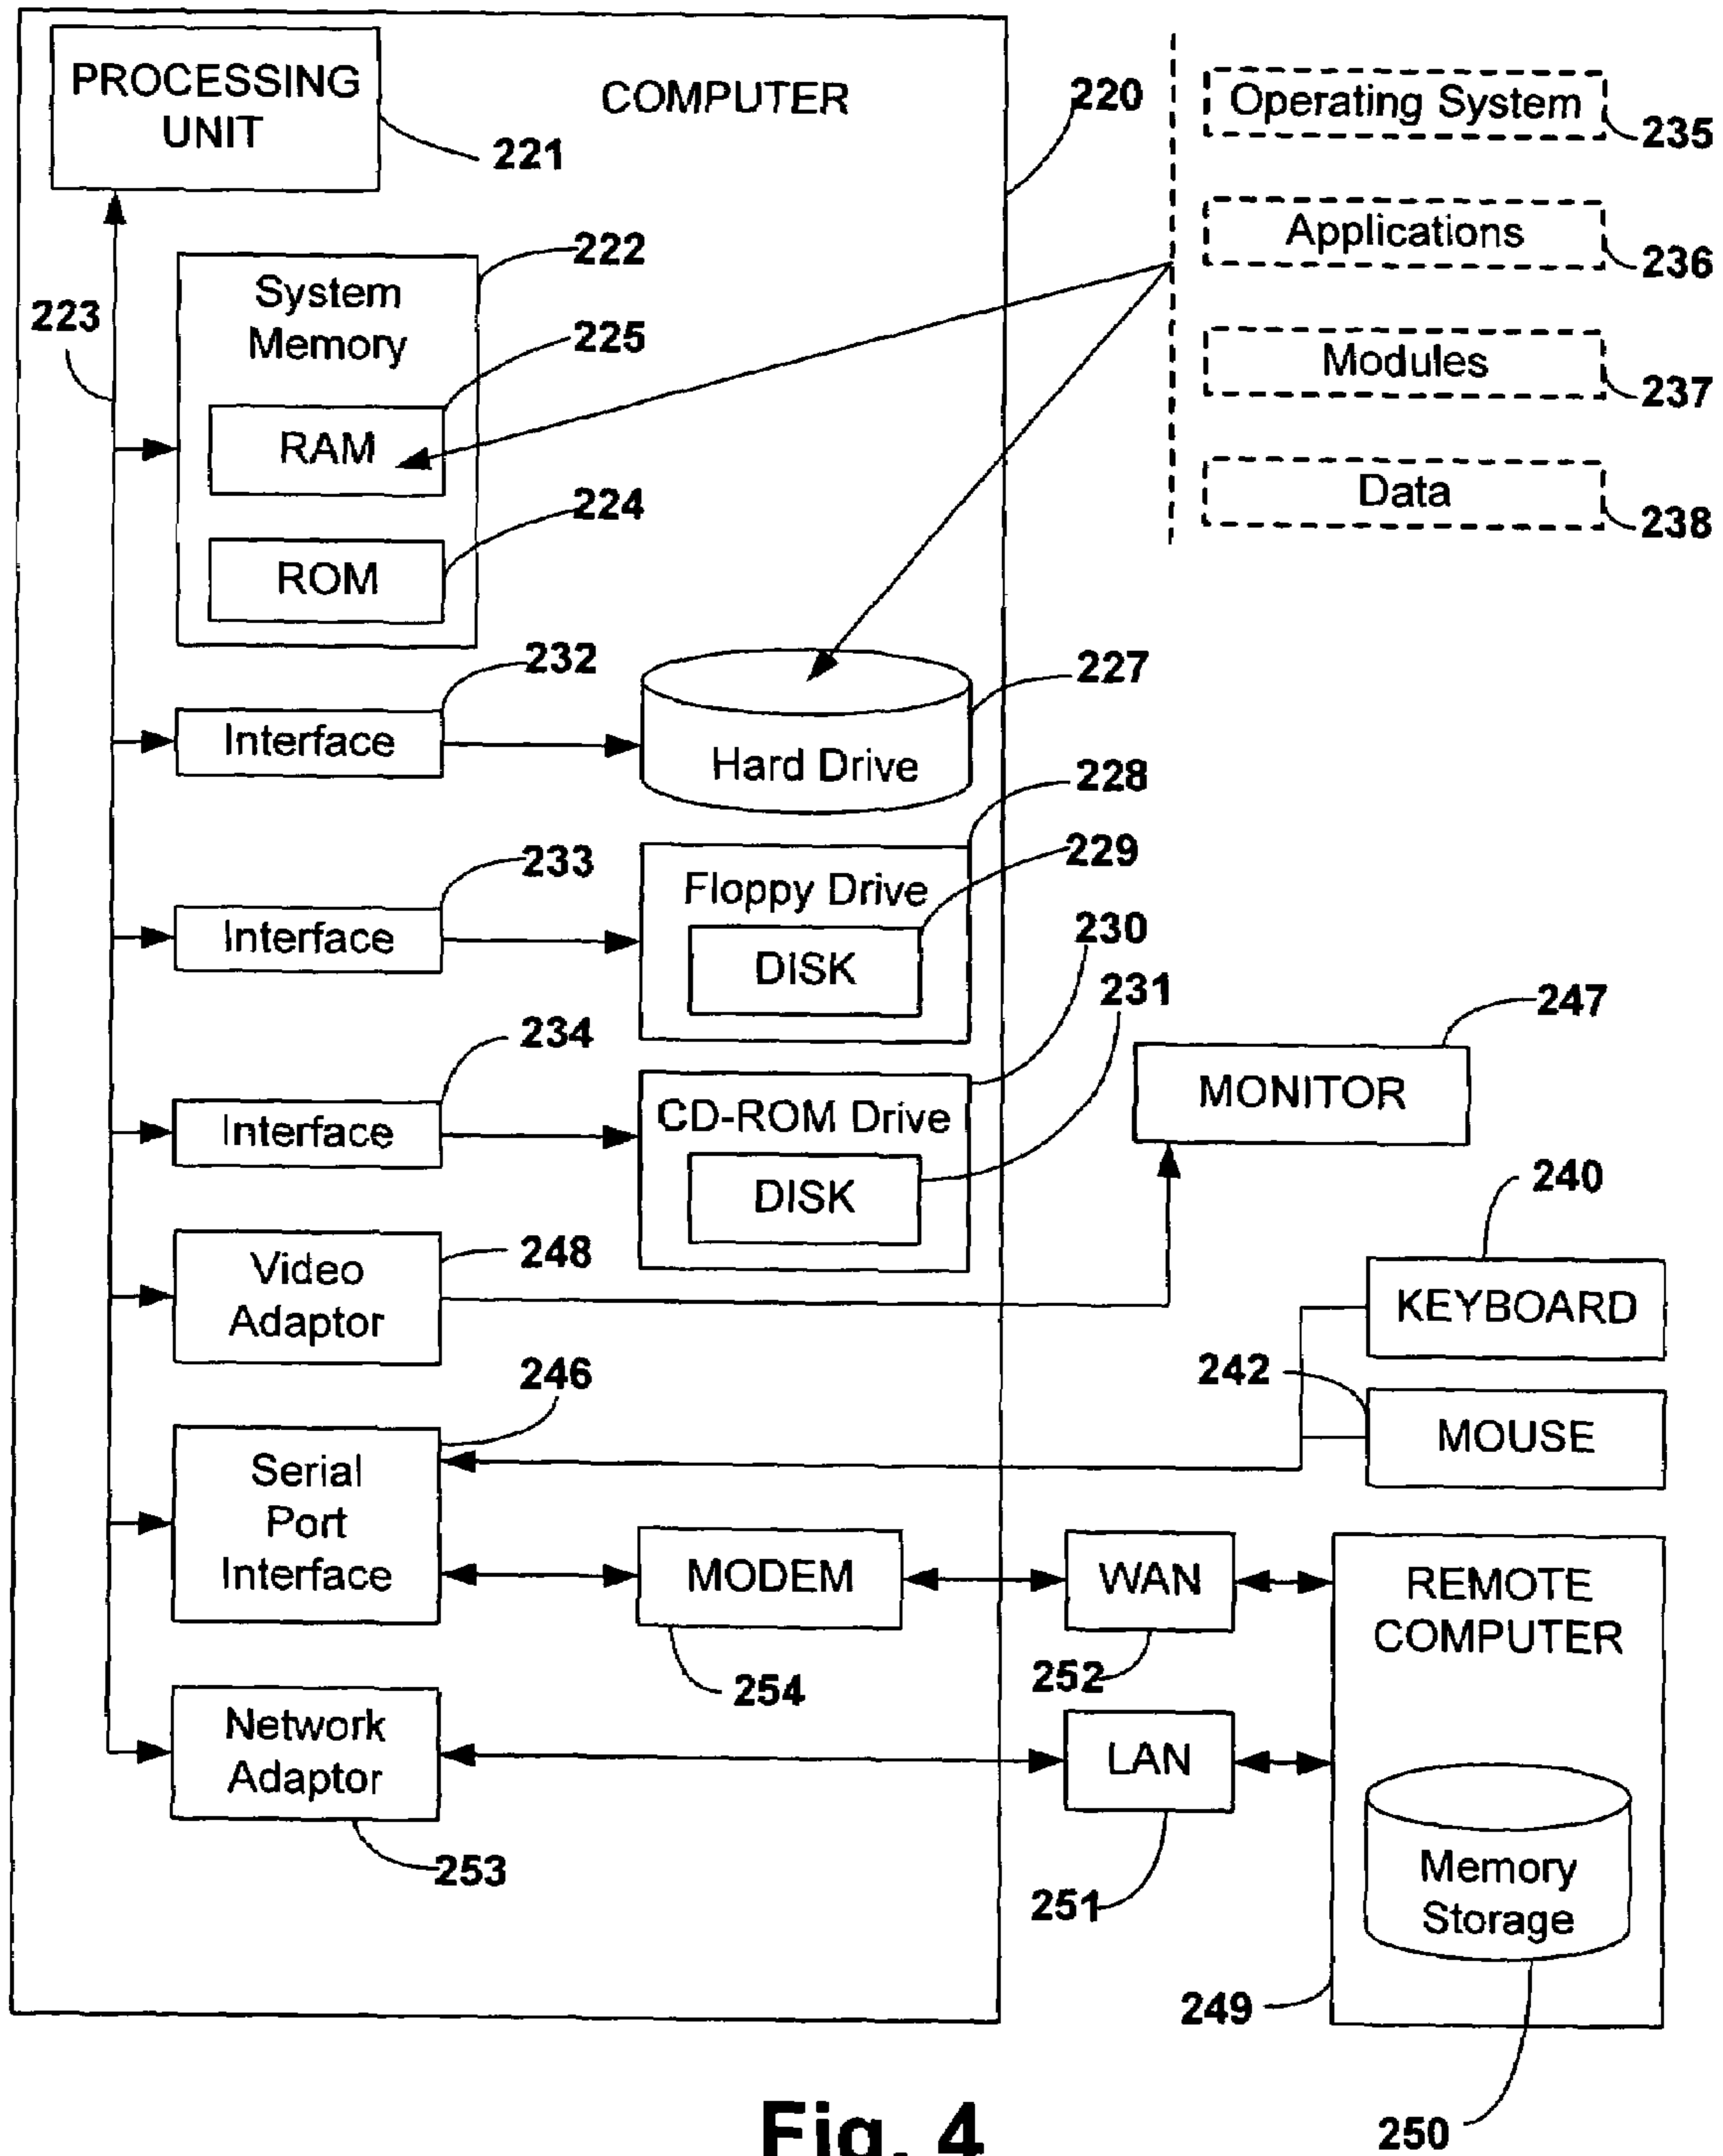 PROCESSING
UNIT
221
COMPUTER
220
Operating System
235
Applications
236
Modules
237
Data
238
223
222
System
Memory
225
RAM
224
ROM
232
Interface
227
Hard Drive
228
233
Interface
Floppy Drive
229
DISK
230
231
234
Interface
CD-ROM Drive
DISK
247
MONITOR
240
KEYBOARD
242
MOUSE
248
Video
Adaptor
246
Serial
Port
Interface
MODEM
254
WAN
252
REMOTE
COMPUTER
Network
Adaptor
253
LAN
251
Memory
Storage
249
250
Fig. 4